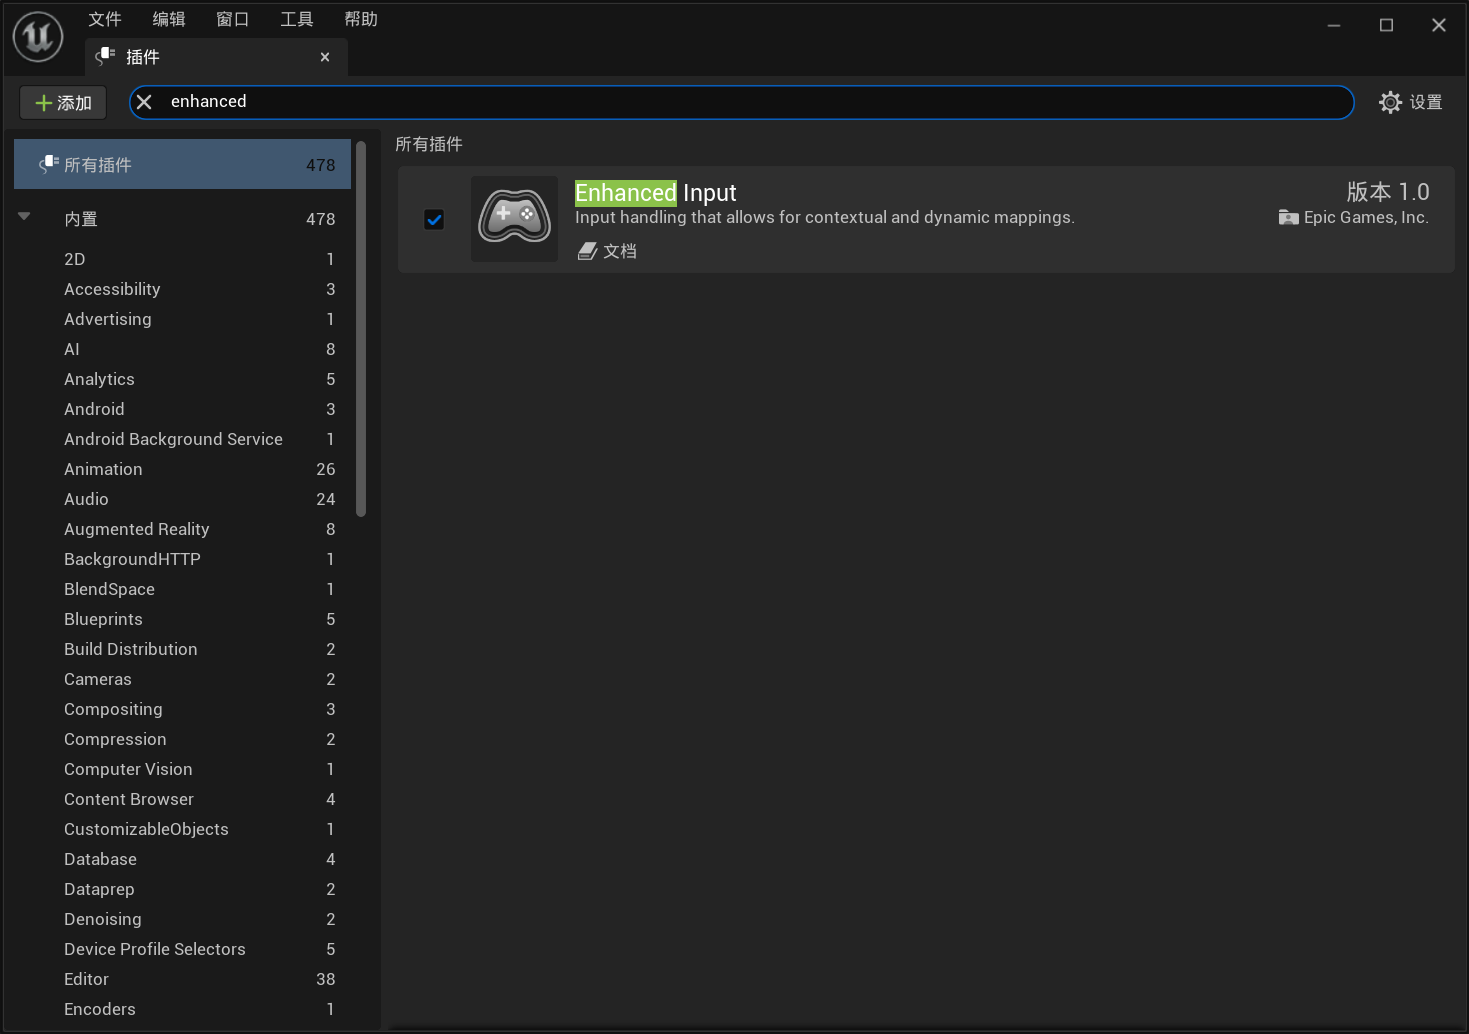 文件 编辑 窗口 工具 帮助
插件
添加
enhanced
设置
所有插件 478
内置 478
2D 1
Accessibility 3
Advertising 1
AI 8
Analytics 5
Android 3
Android Background Service 1
Animation 26
Audio 24
Augmented Reality 8
BackgroundHTTP 1
BlendSpace 1
Blueprints 5
Build Distribution 2
Cameras 2
Compositing 3
Compression 2
Computer Vision 1
Content Browser 4
CustomizableObjects 1
Database 4
Dataprep 2
Denoising 2
Device Profile Selectors 5
Editor 38
Encoders 1
所有插件
Enhanced Input
版本 1.0
Input handling that allows for contextual and dynamic mappings.
Epic Games, Inc.
文档